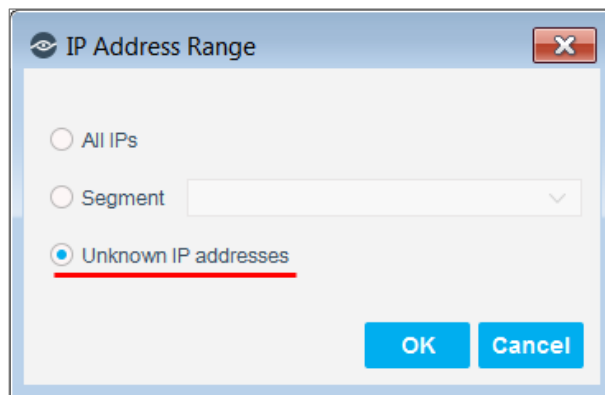 IP Address Range
All IPs
Segment
Unknown IP addresses
OK Cancel